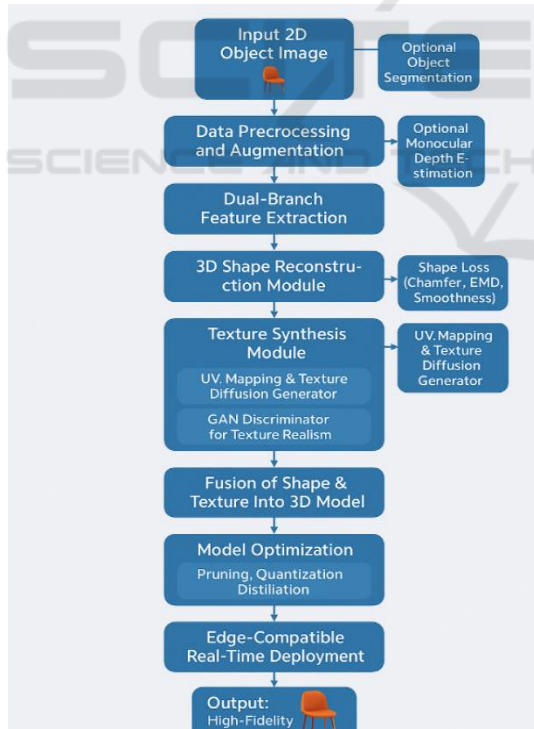 Input 2D
Object Image
Optional
Object
Segmentation
Data Precrocessing
and Augmentation
Optional
Monocular
Depth E-
stimation
SCIENCE AND TECH
Dual-Branch
Feature Extraction
3D Shape Reconstru-
ction Module
Shape Loss
(Chamfer, EMD,
Smoothness)
Texture Synthesis
Module
UV. Mapping & Texture
Diffusion Generator
GAN Discriminator
for Texture Realism
UV. Mapping
& Texture
Diffusion
Generator
Fusion of Shape &
Texture Into 3D Model
Model Optimization
Pruning, Quantization
Distiliation
Edge-Compatible
Real-Time Deployment
Output:
High-Fidelity